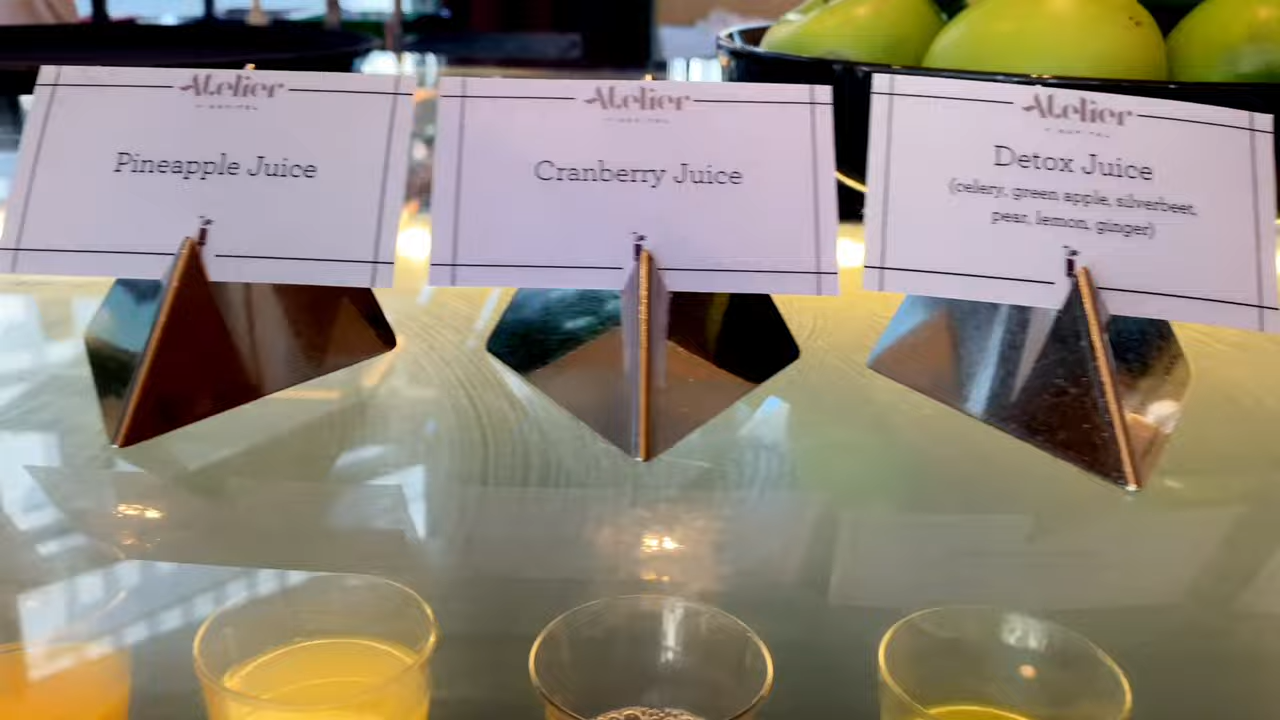 Atelier
Pineapple Juice
Atelier
Cranberry Juice
Atelier
Detox Juice
(celery, green apple, silverbeet,
pear, lemon, ginger)